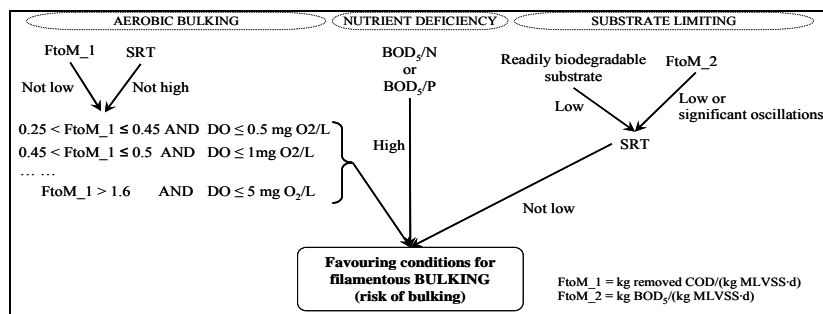 AEROBIC BULKING
NUTRIENT DEFICIENCY
SUBSTRATE LIMITING
FtoM_1
SRT
Not low
Not high
0.25 < FtoM_1 ≤ 0.45 AND DO ≤ 0.5 mg O2/L
0.45 < FtoM_1 ≤ 0.5 AND DO ≤ 1mg O2/L
… …
FtoM_1 > 1.6 AND DO ≤ 5 mg O₂/L
BOD₅/N
or
BOD₅/P
High
Readily biodegradable
substrate
FtoM_2
Low
Low or
significant oscillations
SRT
Not low
Favouring conditions for
filamentous BULKING
(risk of bulking)
FtoM_1 = kg removed COD/(kg MLVSS·d)
FtoM_2 = kg BOD₅/(kg MLVSS·d)